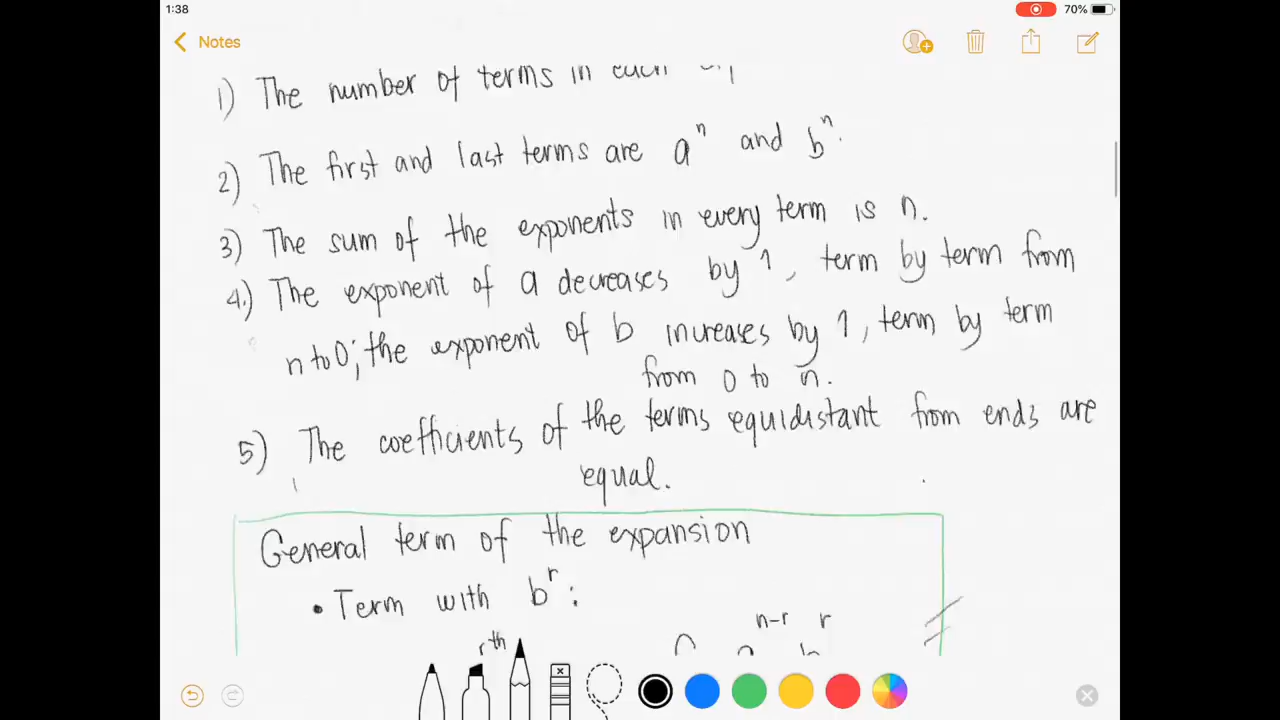 1:38
70%
Notes
1) The number of terms in each
2) The first and last terms are a^n and b^n.
3) The sum of the exponents in every term is n.
4.) The exponent of a decreases by 1, term by term from
n to 0; the exponent of b increases by 1, term by term
from 0 to n.
5) The coefficients of the terms equidistant from ends are
equal.
General term of the expansion
• Term with b^r:
n-r r
r^th